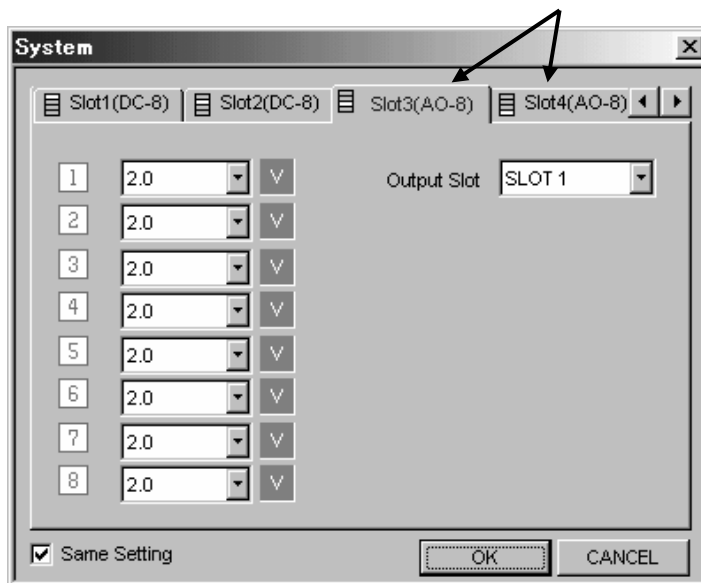 System
Slot1(DC-8) Slot2(DC-8) Slot3(AO-8) Slot4(AO-8)
1 2.0 V Output Slot SLOT 1
2 2.0 V
3 2.0 V
4 2.0 V
5 2.0 V
6 2.0 V
7 2.0 V
8 2.0 V
Same Setting OK CANCEL